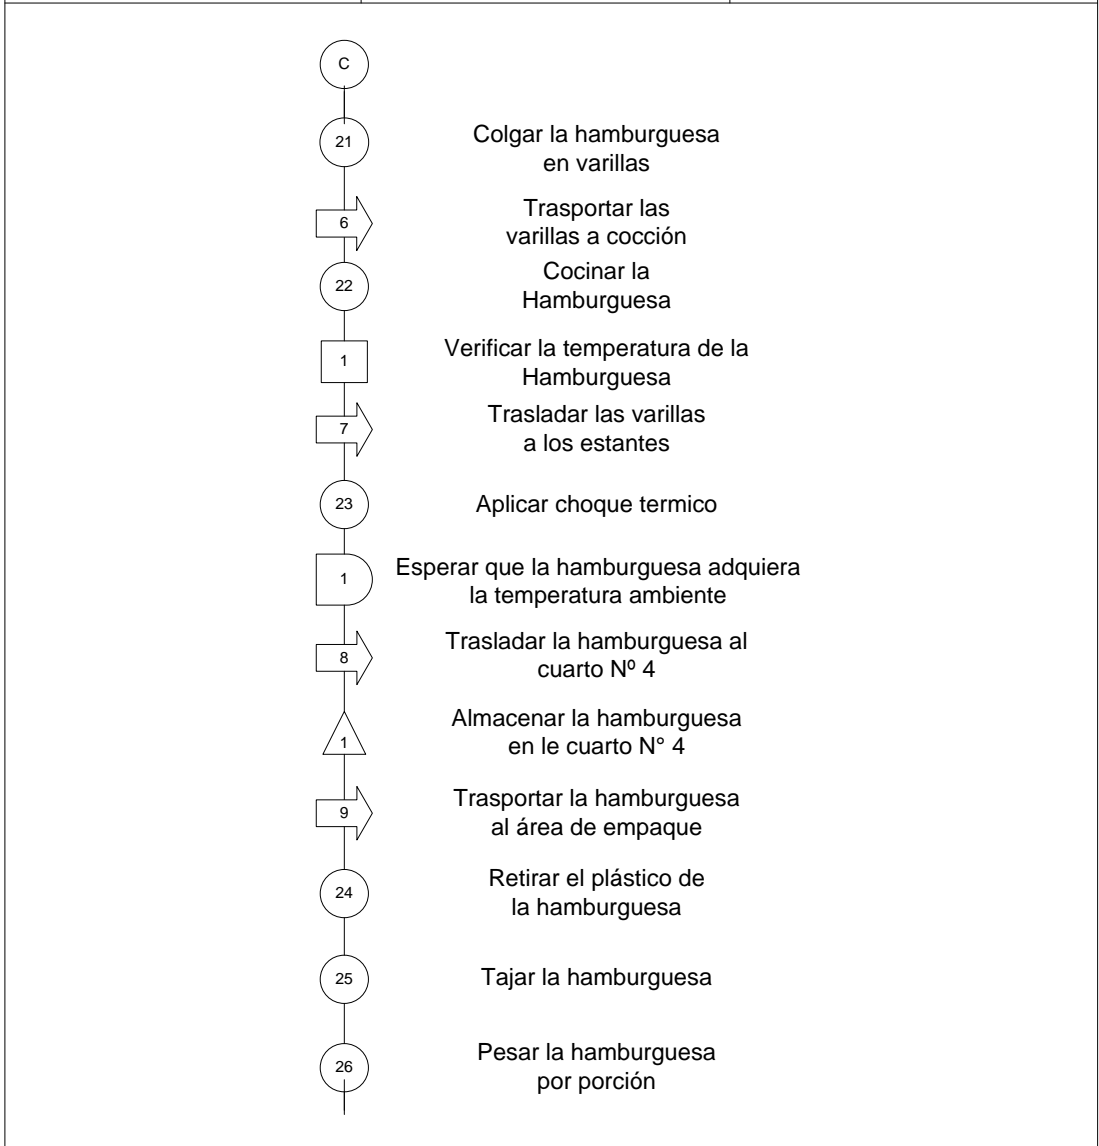 C
21
Colgar la hamburguesa
en varillas
6
Trasportar las
varillas a cocción
22
Cocinar la
Hamburguesa
1
Verificar la temperatura de la
Hamburguesa
7
Trasladar las varillas
a los estantes
23
Aplicar choque termico
1
Esperar que la hamburguesa adquiera
la temperatura ambiente
8
Trasladar la hamburguesa al
cuarto Nº 4
1
Almacenar la hamburguesa
en le cuarto N° 4
9
Trasportar la hamburguesa
al área de empaque
24
Retirar el plástico de
la hamburguesa
25
Tajar la hamburguesa
26
Pesar la hamburguesa
por porción